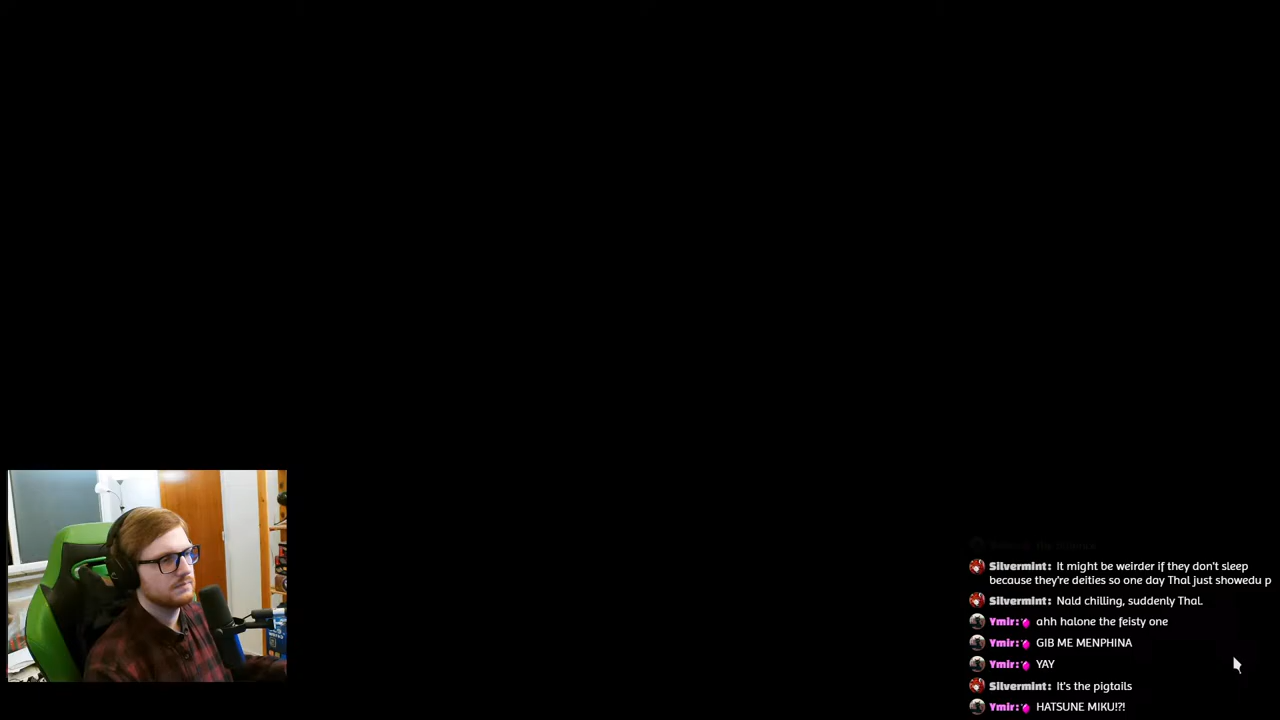 Silvermint: It might be weirder if they don't sleep
because they're deities so one day Thal just showedu p
Silvermint: Nald chilling, suddenly Thal.
Ymir: ahh halone the feisty one
Ymir: GIB ME MENPHINA
Ymir: YAY
Silvermint: It's the pigtails
Ymir: HATSUNE MIKU!?!